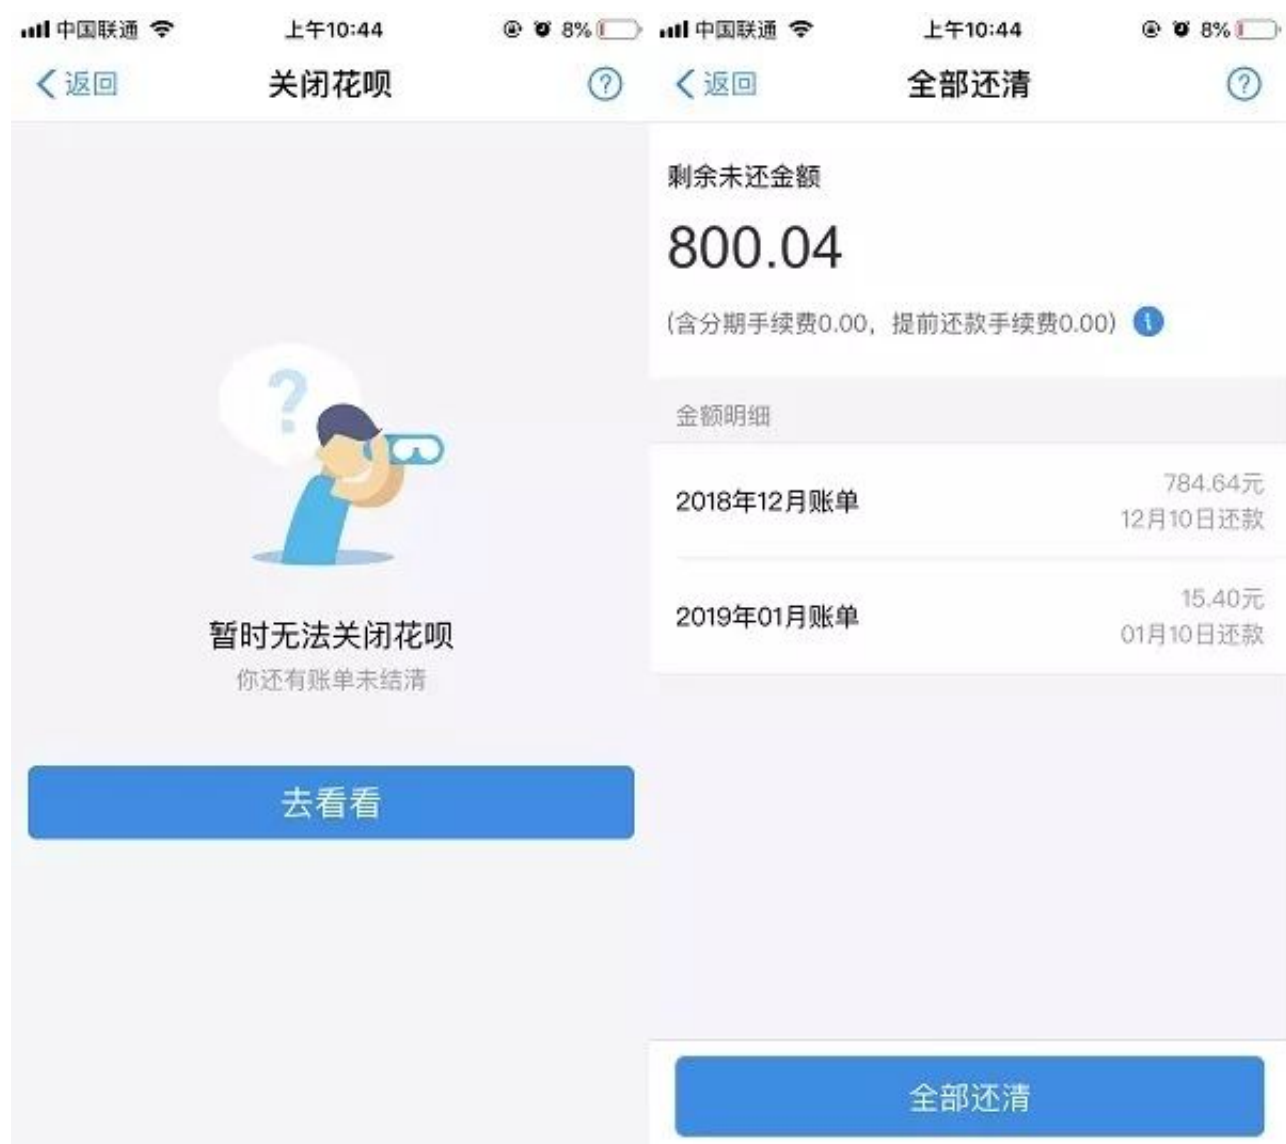 中国联通
上午10:44
8%
返回
关闭花呗
?
?
暂时无法关闭花呗
你还有账单未结清
去看看
中国联通
上午10:44
8%
返回
全部还清
?
剩余未还金额
800.04
(含分期手续费0.00，提前还款手续费0.00)
金额明细
2018年12月账单
784.64元
12月10日还款
2019年01月账单
15.40元
01月10日还款
全部还清